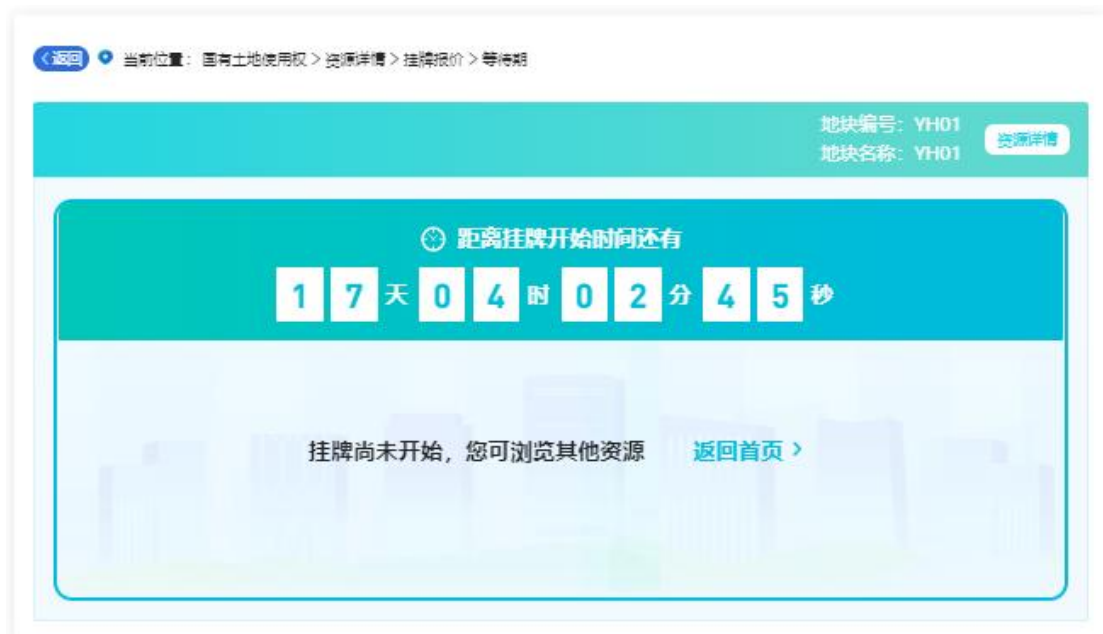 <返回 当前位置：国有土地使用权>资源详情>挂牌报价>等待期
地块编号：YH01
地块名称：YH01
资源详情
距离挂牌开始时间还有
17天04时02分45秒
挂牌尚未开始，您可浏览其他资源 返回首页>